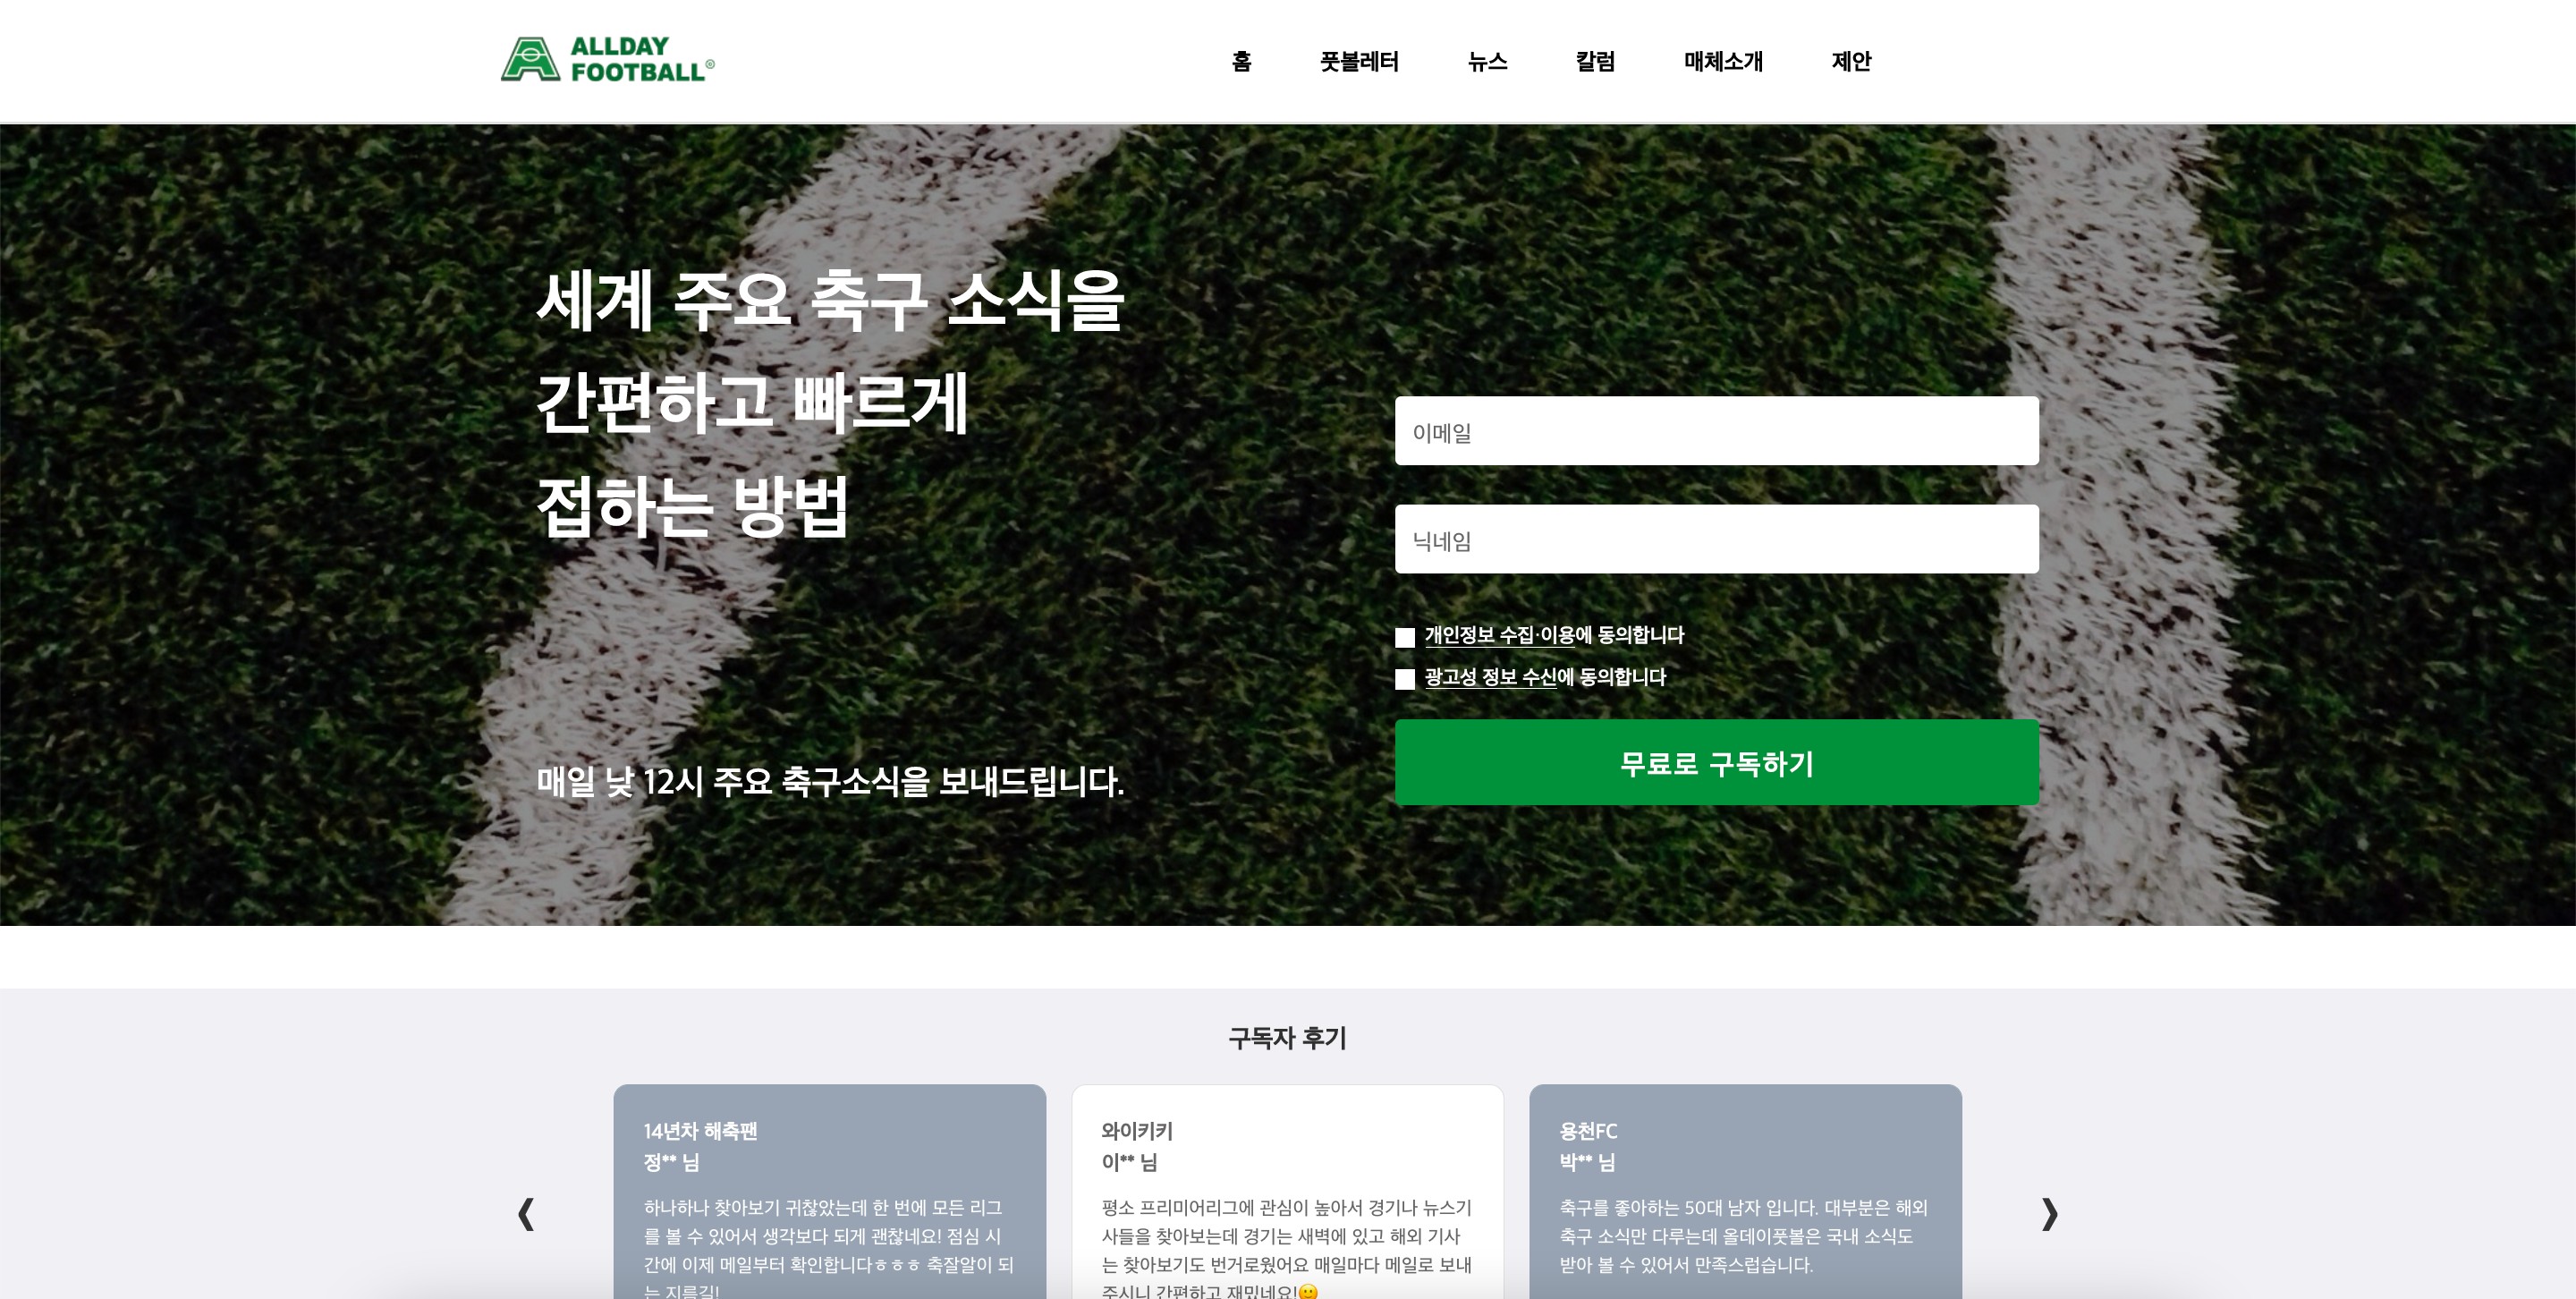 ALLDAY
FOOTBALL®
홈 풋볼레터 뉴스 칼럼 매체소개 제안
세계 주요 축구 소식을
간편하고 빠르게
접하는 방법
매일 낮 12시 주요 축구소식을 보내드립니다.
이메일
닉네임
개인정보 수집·이용에 동의합니다
광고성 정보 수신에 동의합니다
무료로 구독하기
구독자 후기
14년차 해축팬
정** 님
하나하나 찾아보기 귀찮았는데 한 번에 모든 리그
를 볼 수 있어서 생각보다 되게 괜찮네요! 점심 시
간에 이제 메일부터 확인합니다ㅎㅎㅎ 축잘알이 되
는 지름길!
와이키키
이** 님
평소 프리미어리그에 관심이 높아서 경기나 뉴스기
사들을 찾아보는데 경기는 새벽에 있고 해외 기사
는 찾아보기도 번거로웠어요 매일마다 메일로 보내
주시니 간편하고 재밌네요!🙂
용천FC
박** 님
축구를 좋아하는 50대 남자 입니다. 대부분은 해외
축구 소식만 다루는데 올데이풋볼은 국내 소식도
받아 볼 수 있어서 만족스럽습니다.